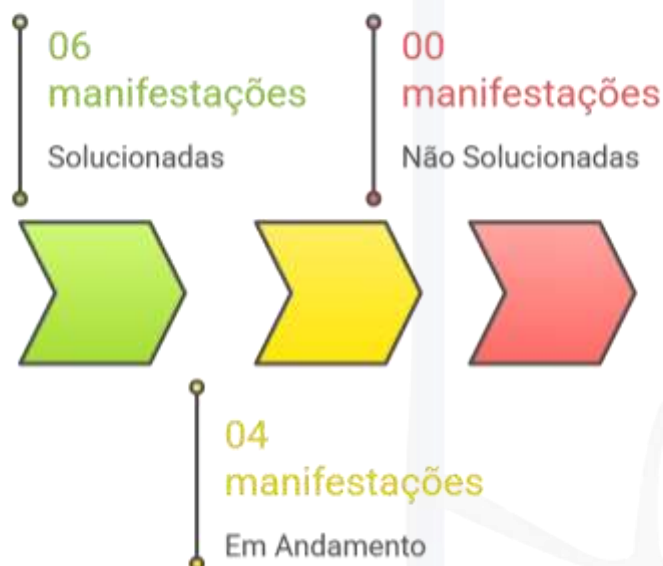 06
manifestações
Solucionadas
00
manifestações
Não Solucionadas
04
manifestações
Em Andamento